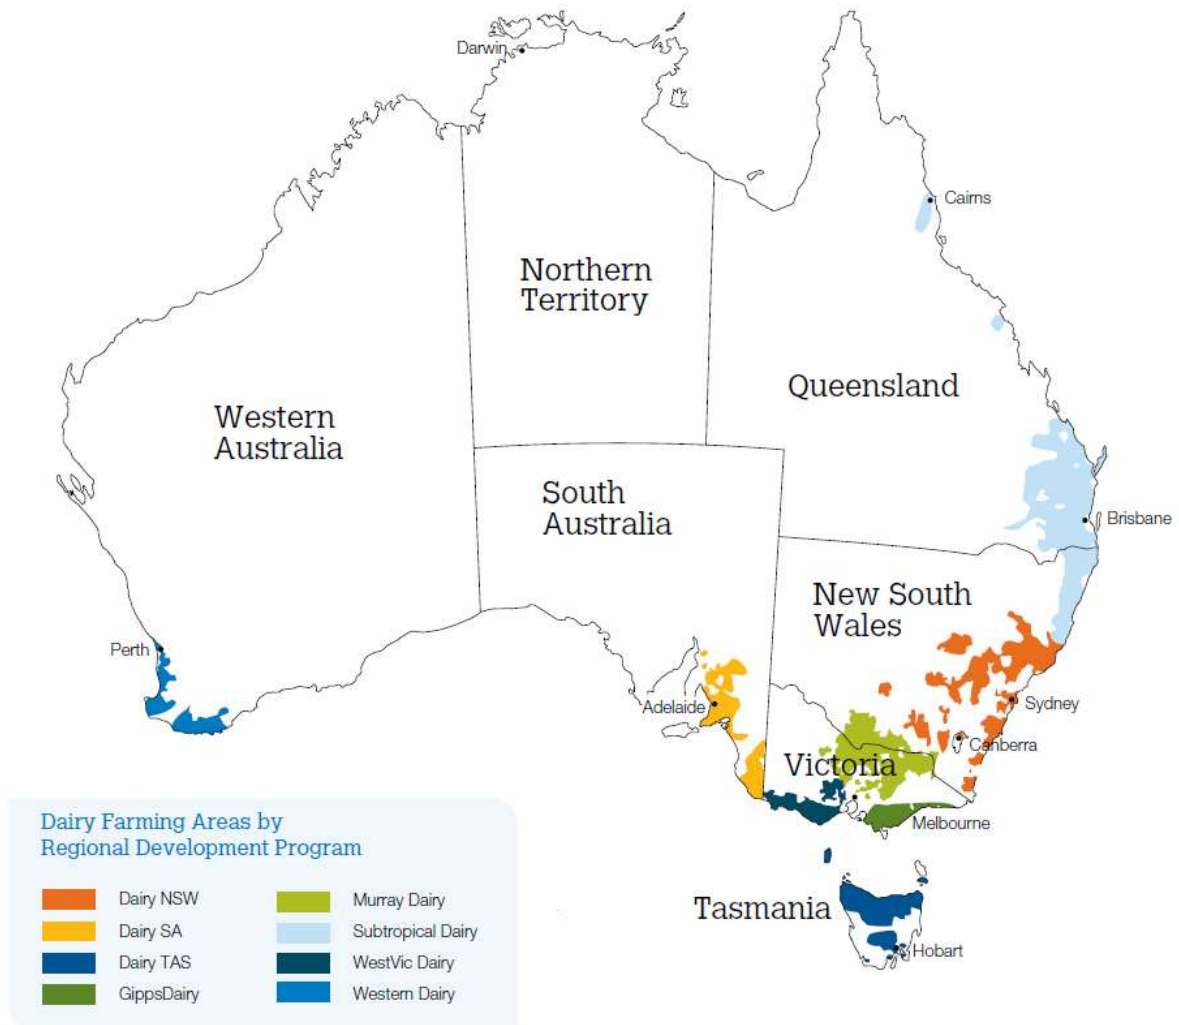 Darwin
Cairns
Northern
Territory
Queensland
Western
Australia
South
Australia
Brisbane
New South
Wales
Perth
Adelaide
Sydney
Canberra
Victoria
Melbourne
Tasmania
Hobart
Dairy Farming Areas by
Regional Development Program
Dairy NSW
Dairy SA
Dairy TAS
GippsDairy
Murray Dairy
Subtropical Dairy
WestVic Dairy
Western Dairy